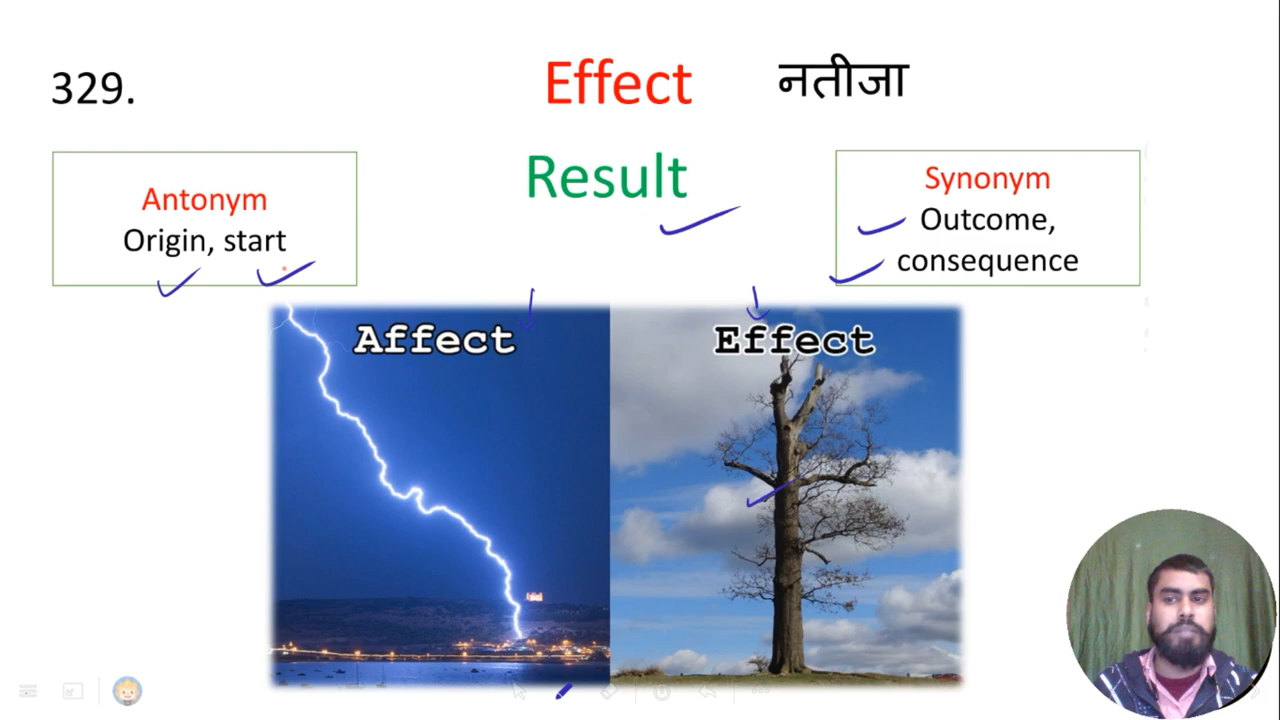 329.
Effect
नतीजा
Result
Antonym
Origin, start
Synonym
Outcome,
consequence
Affect
Effect